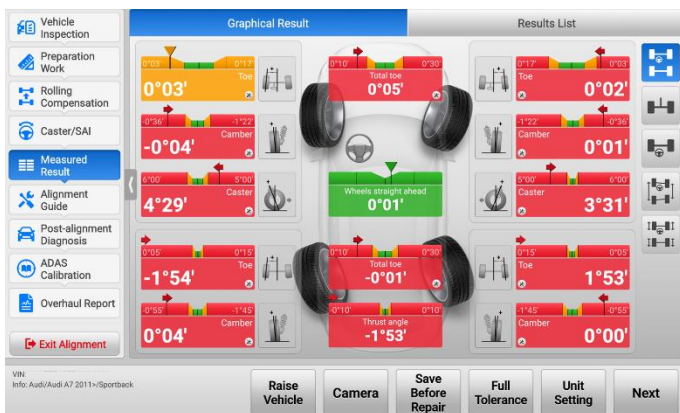 Vehicle
Inspection
Preparation
Work
Rolling
Compensation
Caster/SAI
Measured
Result
Alignment
Guide
Post-alignment
Diagnosis
ADAS
Calibration
Overhaul Report
Exit Alignment
Graphical Result
Results List
0°03' 0°17'
Toe
0°03'
0°10' 0°30'
Total toe
0°05'
0°17' 0°03'
Toe
0°02'
-0°36' -1°22'
Camber
-0°04'
-1°22' -0°36'
Camber
0°01'
6°00' 5°00'
Caster
4°29'
Wheels straight ahead
0°01'
5°00' 6°00'
Caster
3°31'
0°05' 0°15'
Toe
-1°54'
0°10' 0°30'
Total toe
-0°01'
0°15' 0°05'
Toe
1°53'
-0°55' -1°45'
Camber
0°04'
-0°10' 0°10'
Thrust angle
-1°53'
-1°45' -0°55'
Camber
0°00'
VIN:
Info: Audi/Audi A7 2011>/Sportback
Raise
Vehicle
Camera
Save
Before
Repair
Full
Tolerance
Unit
Setting
Next